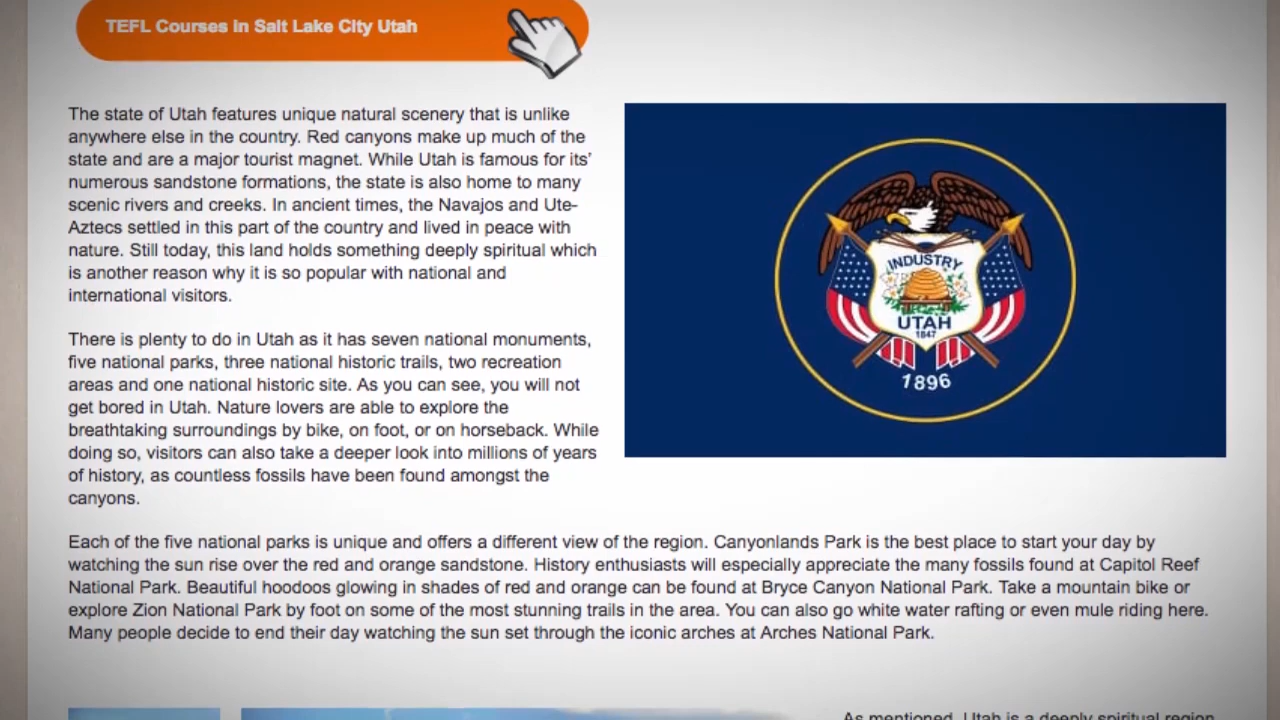 TEFL Courses in Salt Lake City Utah
The state of Utah features unique natural scenery that is unlike
anywhere else in the country. Red canyons make up much of the
state and are a major tourist magnet. While Utah is famous for its’
numerous sandstone formations, the state is also home to many
scenic rivers and creeks. In ancient times, the Navajos and Ute-
Aztecs settled in this part of the country and lived in peace with
nature. Still today, this land holds something deeply spiritual which
is another reason why it is so popular with national and
international visitors.
There is plenty to do in Utah as it has seven national monuments,
five national parks, three national historic trails, two recreation
areas and one national historic site. As you can see, you will not
get bored in Utah. Nature lovers are able to explore the
breathtaking surroundings by bike, on foot, or on horseback. While
doing so, visitors can also take a deeper look into millions of years
of history, as countless fossils have been found amongst the
canyons.
INDUSTRY
UTAH
1847
1896
Each of the five national parks is unique and offers a different view of the region. Canyonlands Park is the best place to start your day by
watching the sun rise over the red and orange sandstone. History enthusiasts will especially appreciate the many fossils found at Capitol Reef
National Park. Beautiful hoodoos glowing in shades of red and orange can be found at Bryce Canyon National Park. Take a mountain bike or
explore Zion National Park by foot on some of the most stunning trails in the area. You can also go white water rafting or even mule riding here.
Many people decide to end their day watching the sun set through the iconic arches at Arches National Park.
As mentioned, Utah is a deeply spiritual region